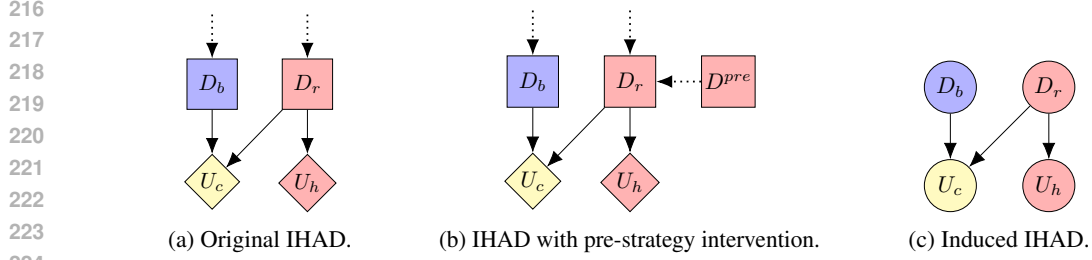 216
217
218
219
220
221
222
223
D_b D_r
U_c U_h
(a) Original IHAD.
D_b D_r D^{pre}
U_c U_h
(b) IHAD with pre-strategy intervention.
D_b D_r
U_c U_h
(c) Induced IHAD.